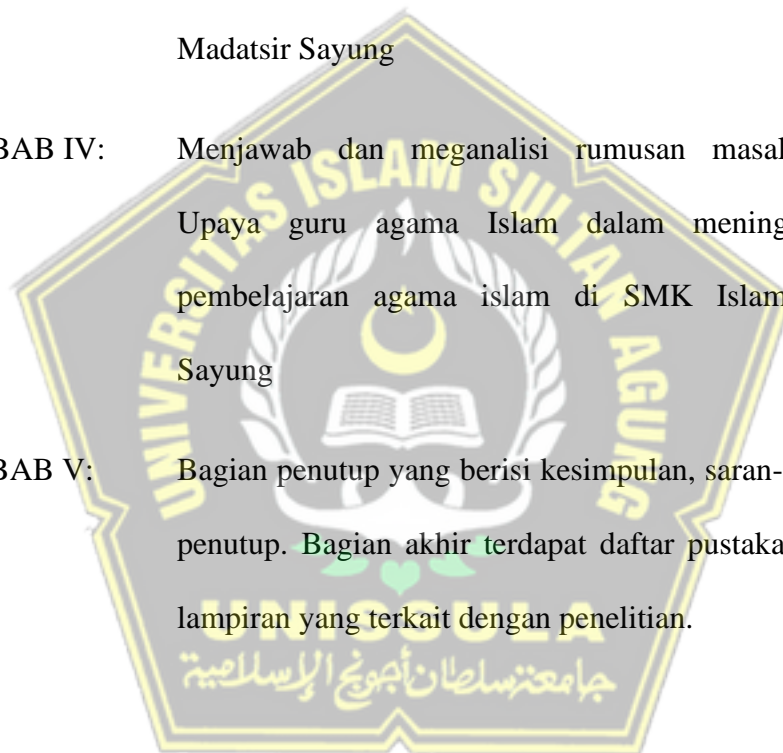 Madatsir Sayung
BAB IV: Menjawab dan meganalisi rumusan masal
Upaya guru agama Islam dalam mening
pembelajaran agama islam di SMK Islam
Sayung
BAB V: Bagian penutup yang berisi kesimpulan, saran-
penutup. Bagian akhir terdapat daftar pustaka
lampiran yang terkait dengan penelitian.
UNIVERSITAS ISLAM SULTAN AGUNG
UNISSULA
جامعة سلطان أجونج الإسلامية